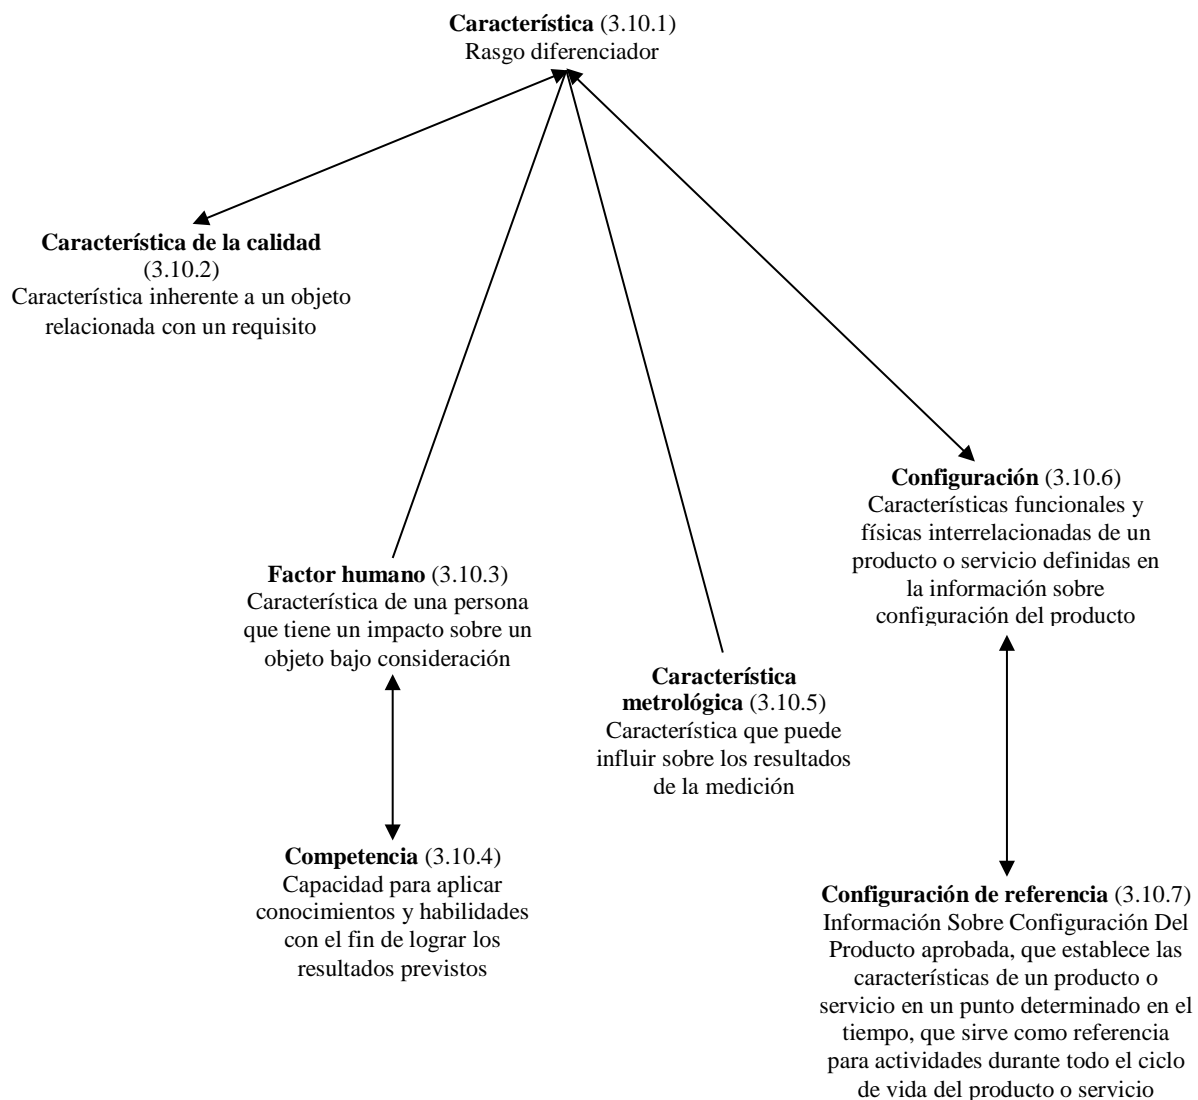 Característica (3.10.1)
Rasgo diferenciador
Característica de la calidad
(3.10.2)
Característica inherente a un objeto
relacionada con un requisito
Configuración (3.10.6)
Características funcionales y
físicas interrelacionadas de un
producto o servicio definidas en
la información sobre
configuración del producto
Factor humano (3.10.3)
Característica de una persona
que tiene un impacto sobre un
objeto bajo consideración
Característica
metrológica (3.10.5)
Característica que puede
influir sobre los resultados
de la medición
Competencia (3.10.4)
Capacidad para aplicar
conocimientos y habilidades
con el fin de lograr los
resultados previstos
Configuración de referencia (3.10.7)
Información Sobre Configuración Del
Producto aprobada, que establece las
características de un producto o
servicio en un punto determinado en el
tiempo, que sirve como referencia
para actividades durante todo el ciclo
de vida del producto o servicio